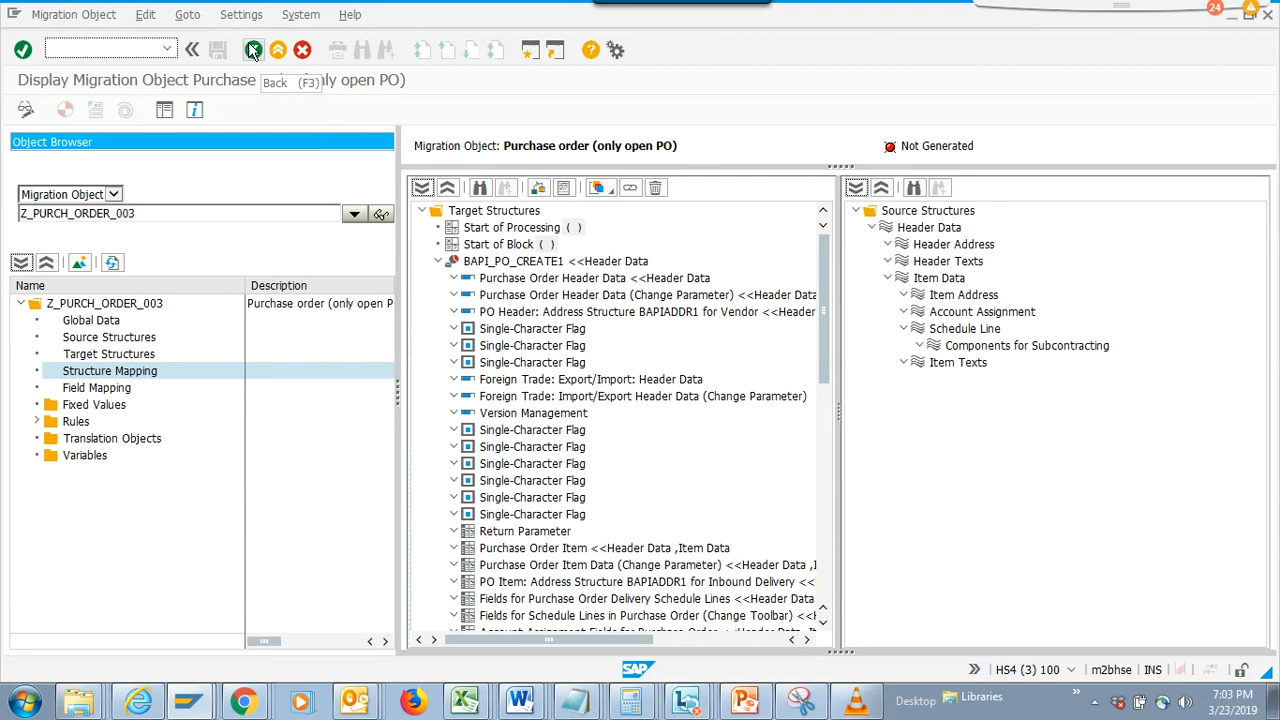 24
Migration Object Edit Goto Settings System Help
Display Migration Object Purchase nly open PO)
Back (F3)
Object Browser
Migration Object
Z_PURCH_ORDER_003
Name Description
Z_PURCH_ORDER_003 Purchase order (only open P
Global Data
Source Structures
Target Structures
Structure Mapping
Field Mapping
Fixed Values
Rules
Translation Objects
Variables
Migration Object: Purchase order (only open PO) Not Generated
Target Structures
Start of Processing ( )
Start of Block ( )
BAPI_PO_CREATE1 <<Header Data
Purchase Order Header Data <<Header Data
Purchase Order Header Data (Change Parameter) <<Header Data
PO Header: Address Structure BAPIADDR1 for Vendor <<Header
Single-Character Flag
Single-Character Flag
Single-Character Flag
Foreign Trade: Export/Import: Header Data
Foreign Trade: Import/Export Header Data (Change Parameter)
Version Management
Single-Character Flag
Single-Character Flag
Single-Character Flag
Single-Character Flag
Single-Character Flag
Single-Character Flag
Return Parameter
Purchase Order Item <<Header Data ,Item Data
Purchase Order Item Data (Change Parameter) <<Header Data ,I
PO Item: Address Structure BAPIADDR1 for Inbound Delivery <<H
Fields for Purchase Order Delivery Schedule Lines <<Header Data
Fields for Schedule Lines in Purchase Order (Change Toolbar) <<H
Source Structures
Header Data
Header Address
Header Texts
Item Data
Item Address
Account Assignment
Schedule Line
Components for Subcontracting
Item Texts
SAP
HS4 (3) 100 m2bhse INS
Desktop Libraries
7:03 PM
3/23/2019